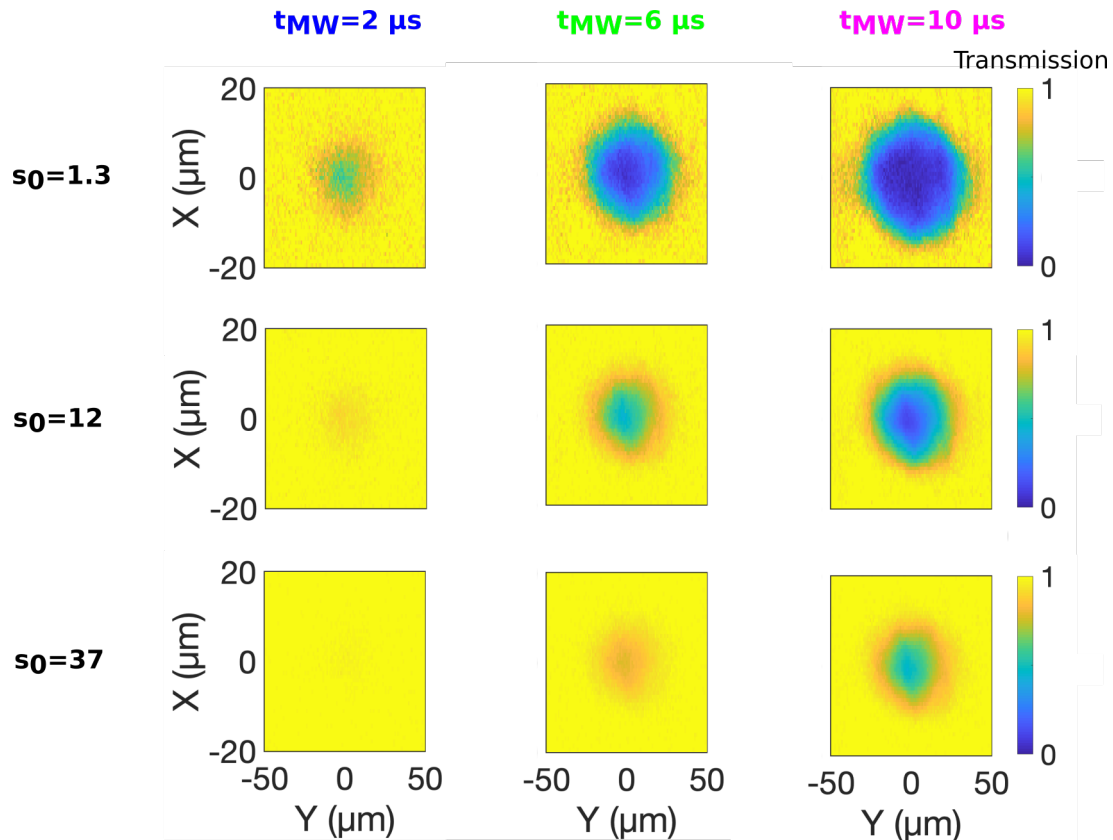 tMW=2 µs
tMW=6 µs
tMW=10 µs
Transmission
s0=1.3
X (µm)
20
0
-20
1
0
s0=12
X (µm)
20
0
-20
1
0
s0=37
X (µm)
20
0
-20
1
0
-50 0 50
-50 0 50
-50 0 50
Y (µm)
Y (µm)
Y (µm)